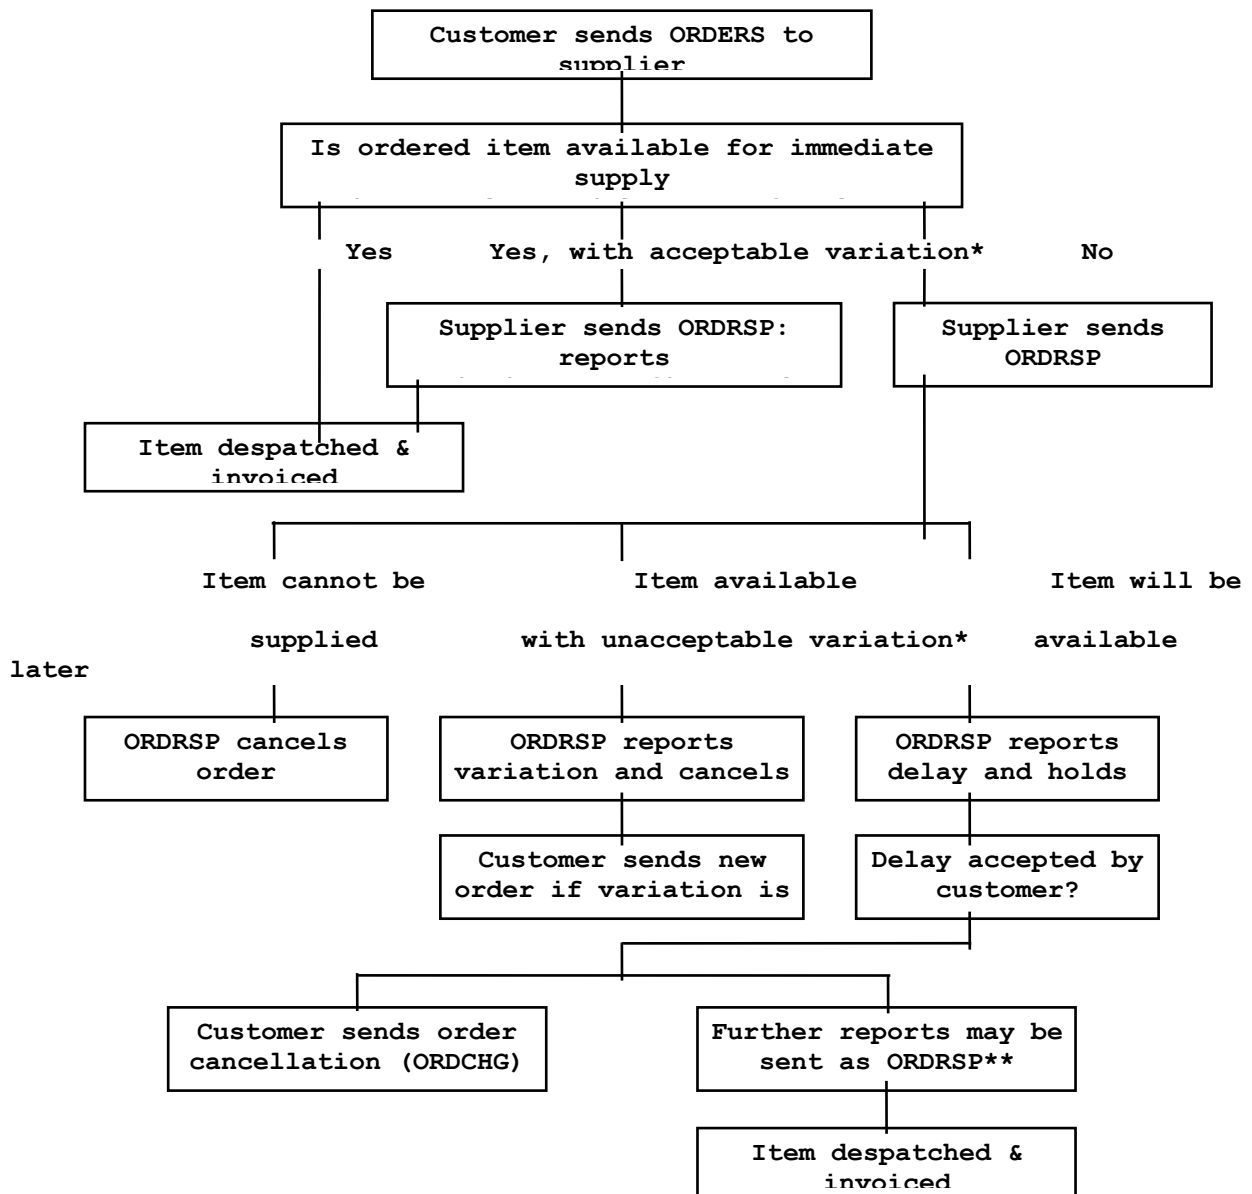 Customer sends ORDERS to
supplier
Is ordered item available for immediate
supply
Yes Yes, with acceptable variation* No
Supplier sends ORDRSP:
reports
Supplier sends
ORDRSP
Item despatched &
invoiced
Item cannot be Item available Item will be
supplied with unacceptable variation* available
later
ORDRSP cancels
order
ORDRSP reports
variation and cancels
ORDRSP reports
delay and holds
Customer sends new
order if variation is
Delay accepted by
customer?
Customer sends order
cancellation (ORDCHG)
Further reports may be
sent as ORDRSP**
Item despatched &
invoiced